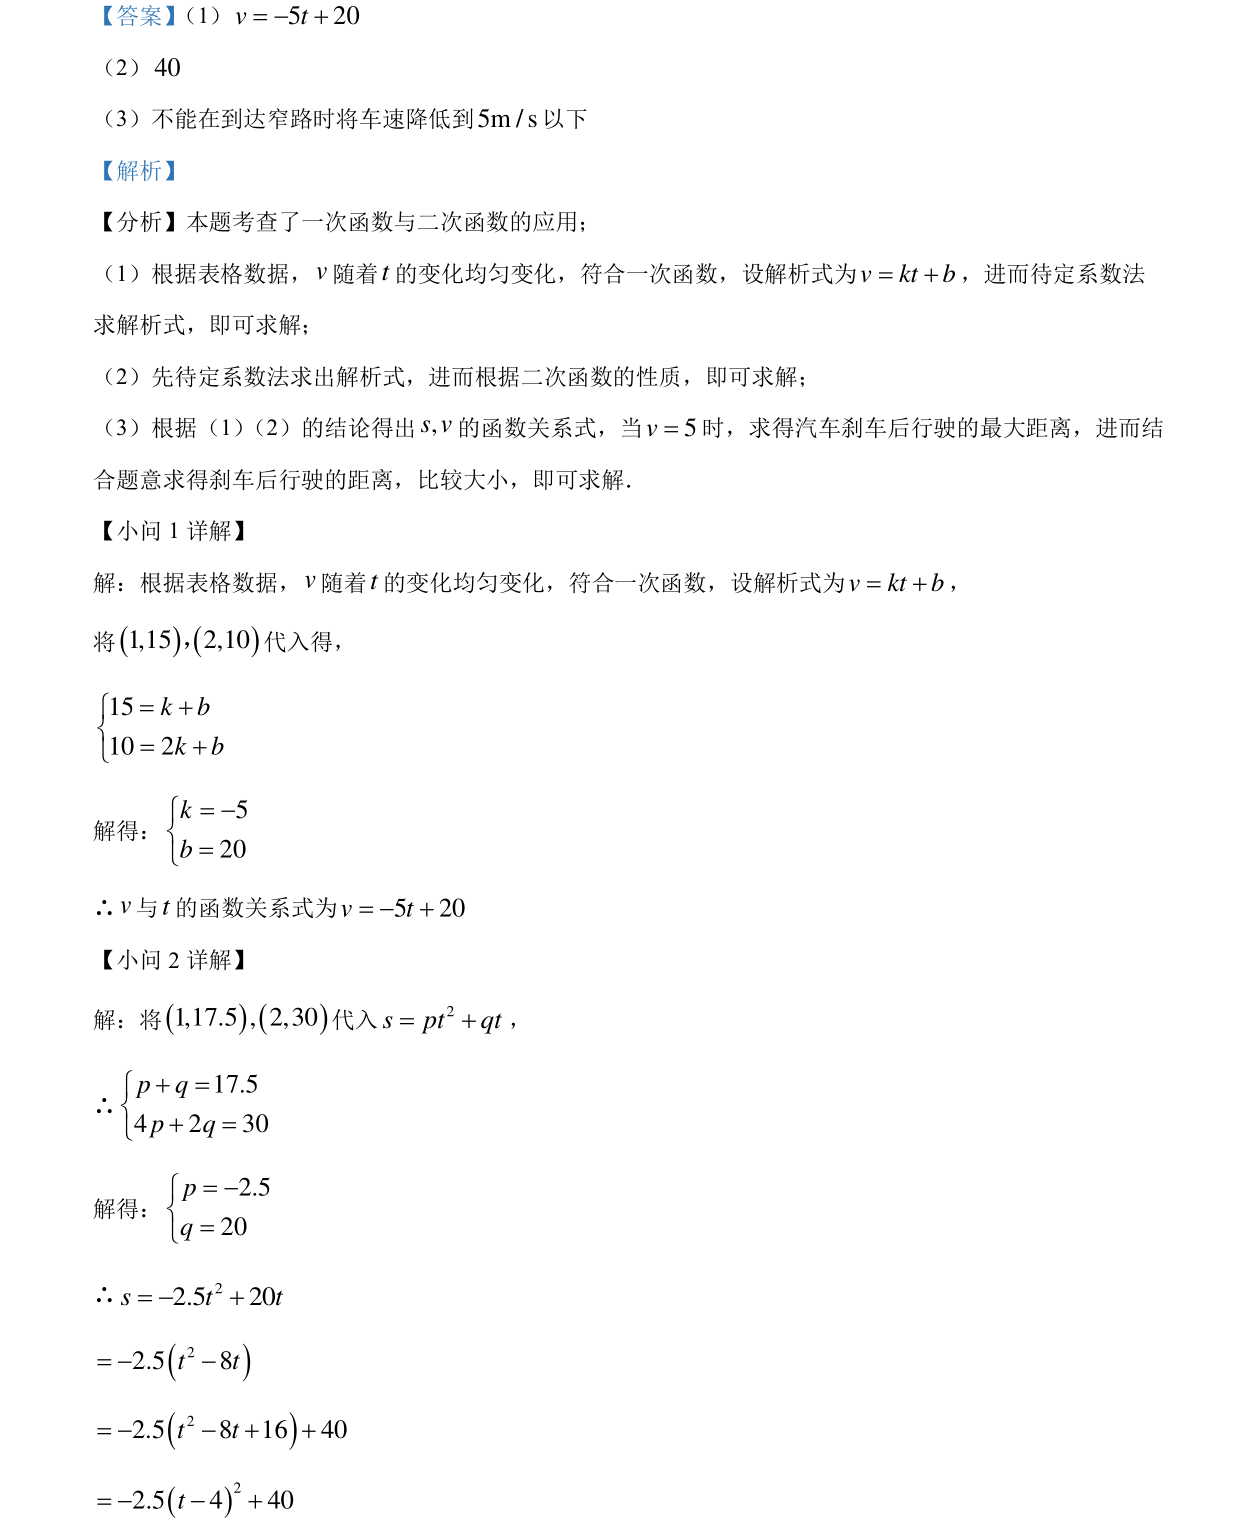 【答案】（1）v = −5t + 20
（2）40
（3）不能在到达窄路时将车速降低到5m / s以下
【解析】
【分析】本题考查了一次函数与二次函数的应用；
（1）根据表格数据，v随着t的变化均匀变化，符合一次函数，设解析式为v = kt + b，进而待定系数法
求解析式，即可求解；
（2）先待定系数法求出解析式，进而根据二次函数的性质，即可求解；
（3）根据（1）（2）的结论得出s, v的函数关系式，当v = 5时，求得汽车刹车后行驶的最大距离，进而结
合题意求得刹车后行驶的距离，比较大小，即可求解．
【小问 1 详解】
解：根据表格数据，v随着t的变化均匀变化，符合一次函数，设解析式为v = kt + b，
将(1,15)，(2,10)代入得，
15 = k + b
10 = 2k + b
解得：{k = −5
b = 20
∴v与t的函数关系式为v = −5t + 20
【小问 2 详解】
解：将(1,17.5),(2,30)代入s = pt² + qt，
∴{p + q = 17.5
4p + 2q = 30
解得：{p = −2.5
q = 20
∴s = −2.5t² + 20t
= −2.5(t² − 8t)
= −2.5(t² − 8t + 16) + 40
= −2.5(t − 4)² + 40